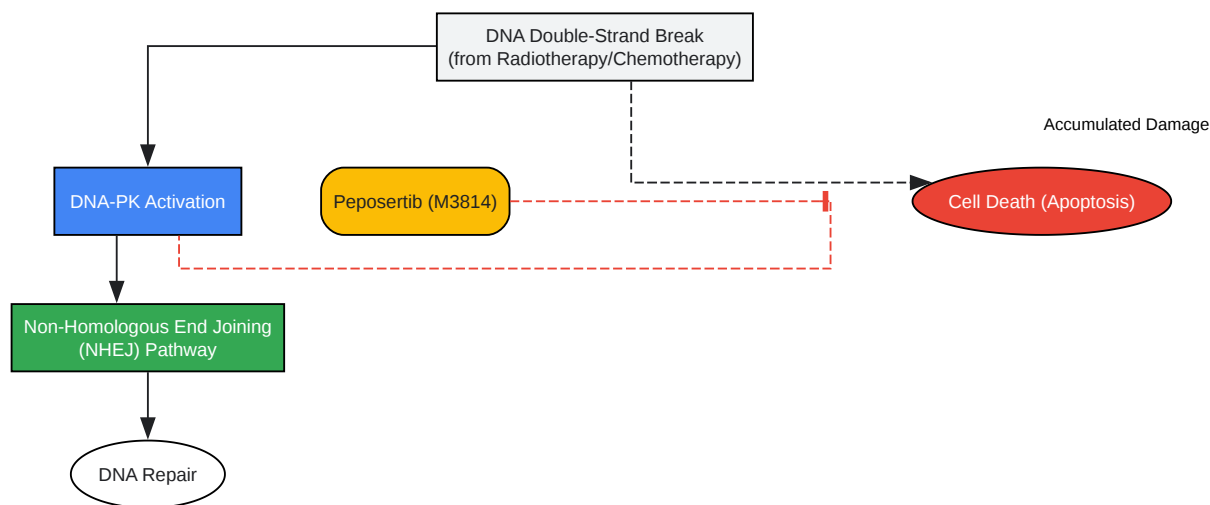 DNA Double-Strand Break
(from Radiotherapy/Chemotherapy)
Accumulated Damage
DNA-PK Activation
Peposertib (M3814)
Cell Death (Apoptosis)
Non-Homologous End Joining
(NHEJ) Pathway
DNA Repair